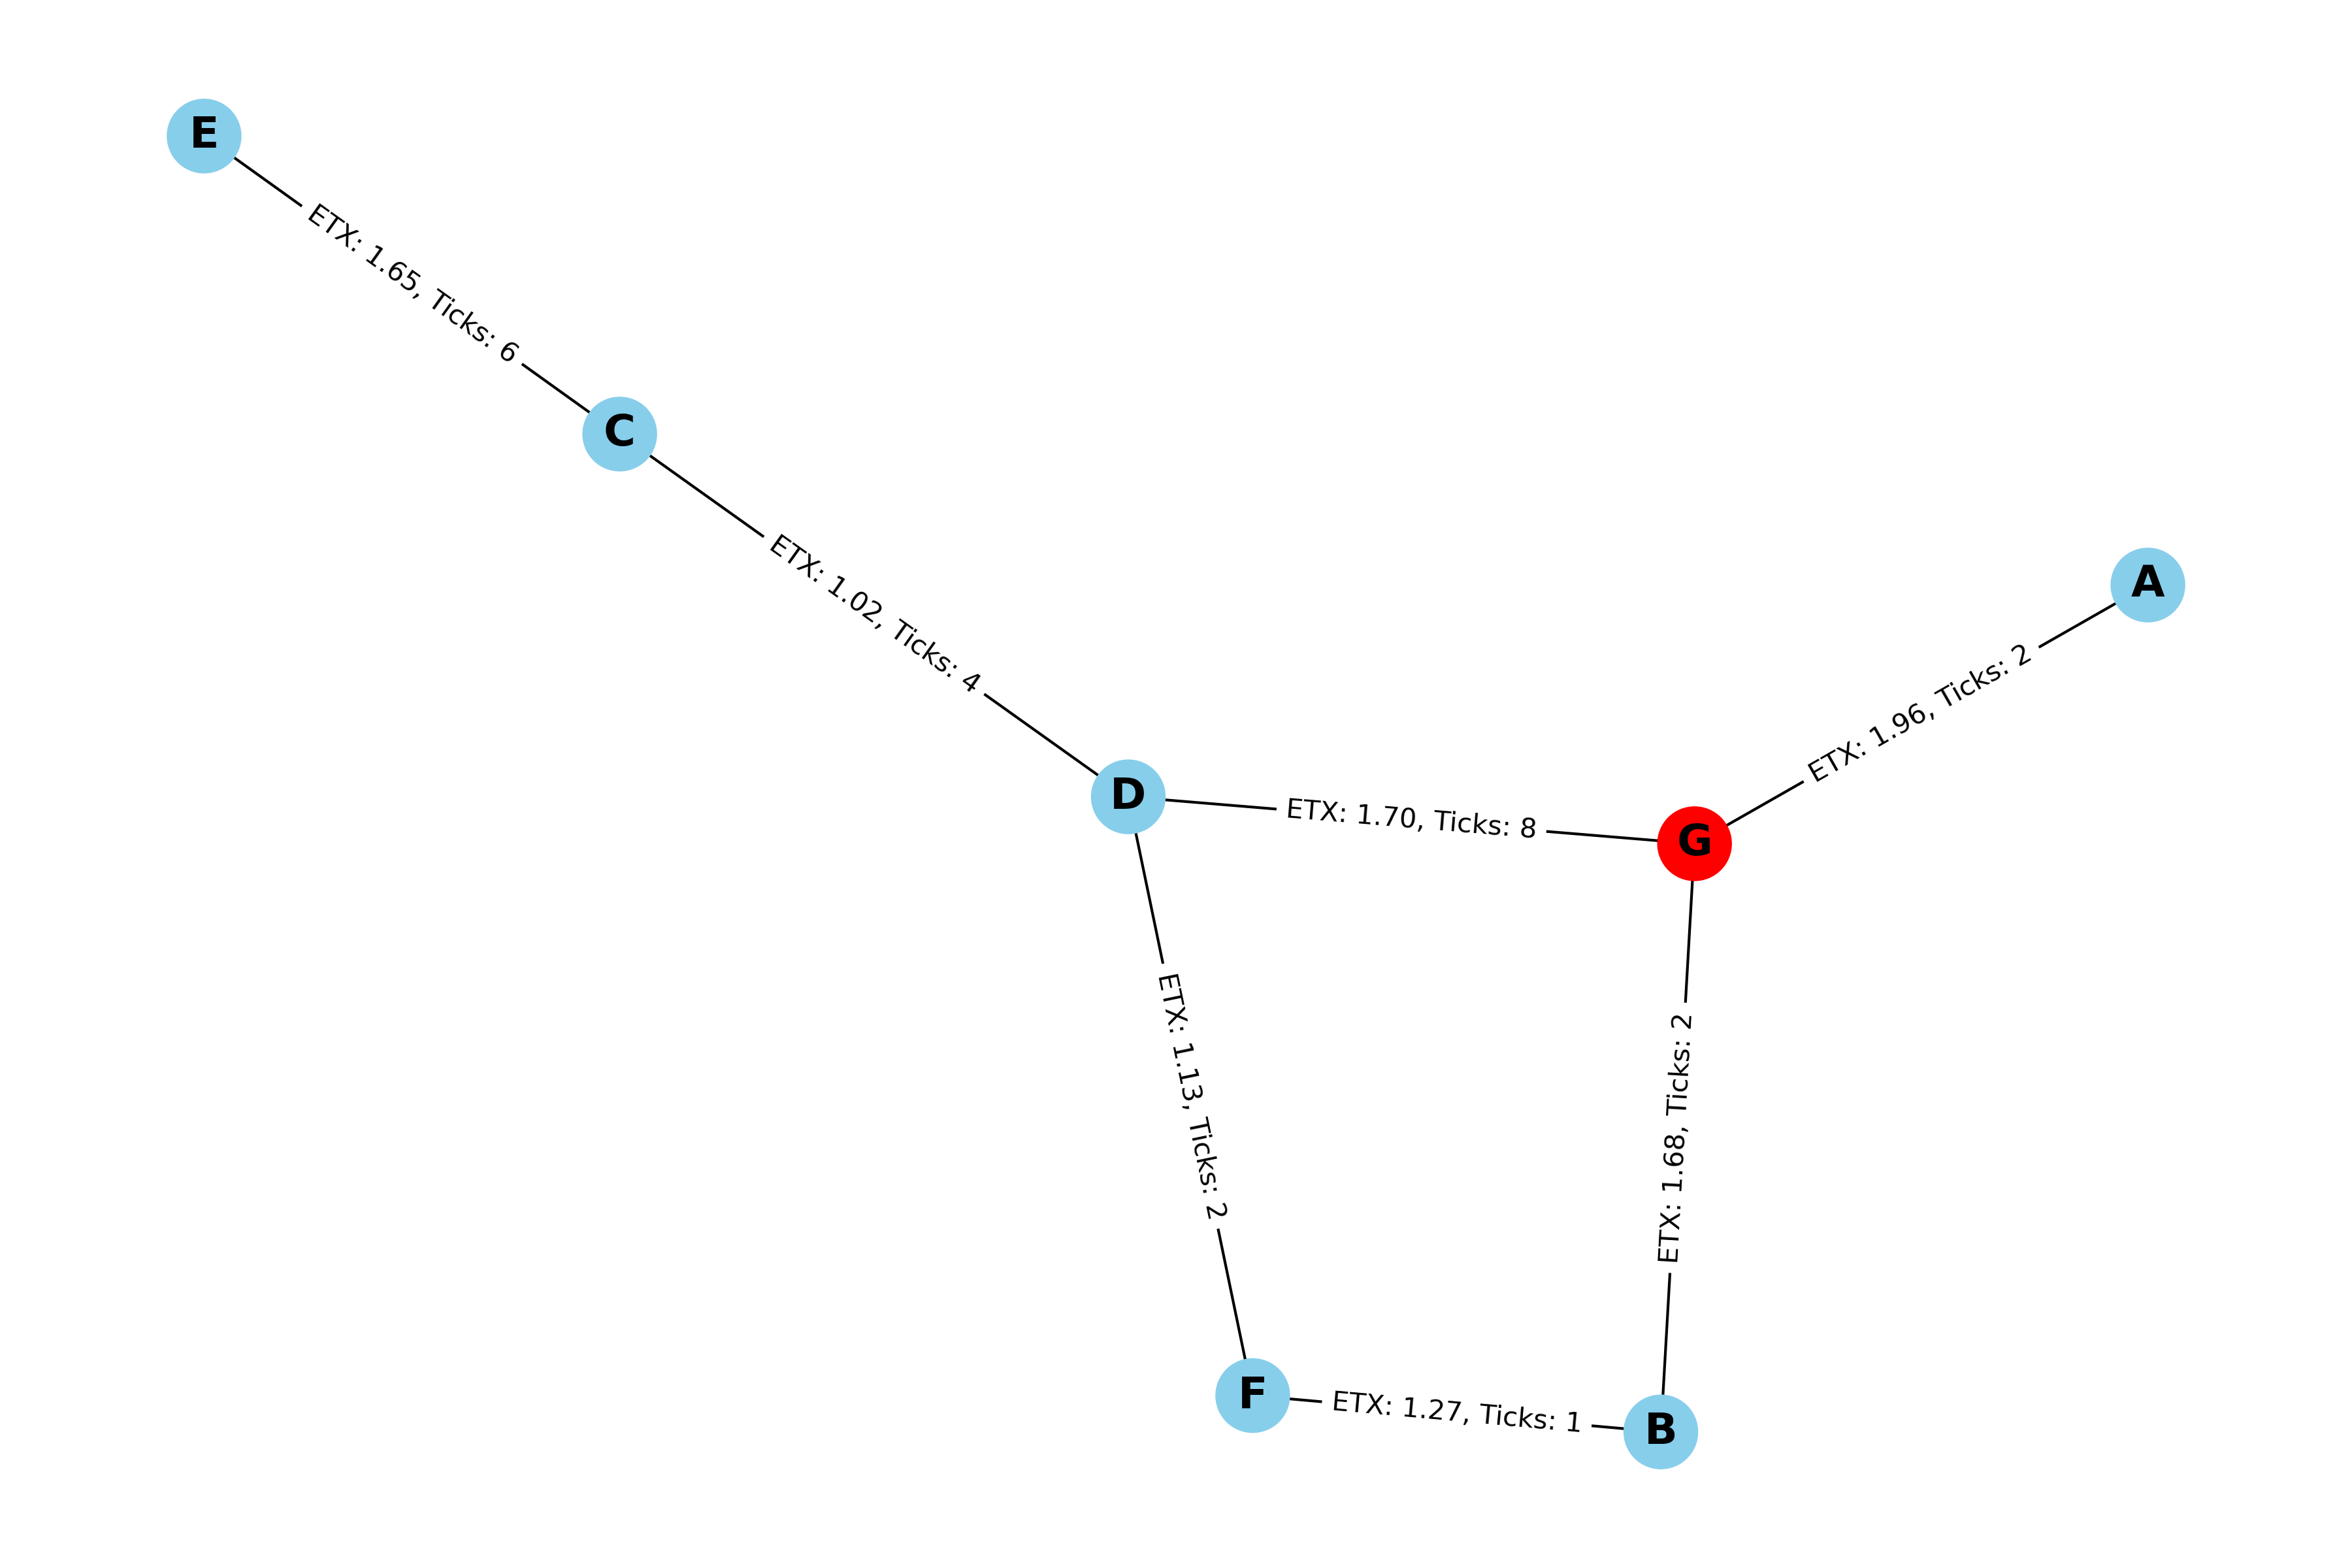 E
ETX: 1.65, Ticks: 6
C
ETX: 1.02, Ticks: 4
A
ETX: 1.96, Ticks: 2
D
ETX: 1.70, Ticks: 8
G
ETX: 1.13, Ticks: 2
ETX: 1.68, Ticks: 2
F
ETX: 1.27, Ticks: 1
B